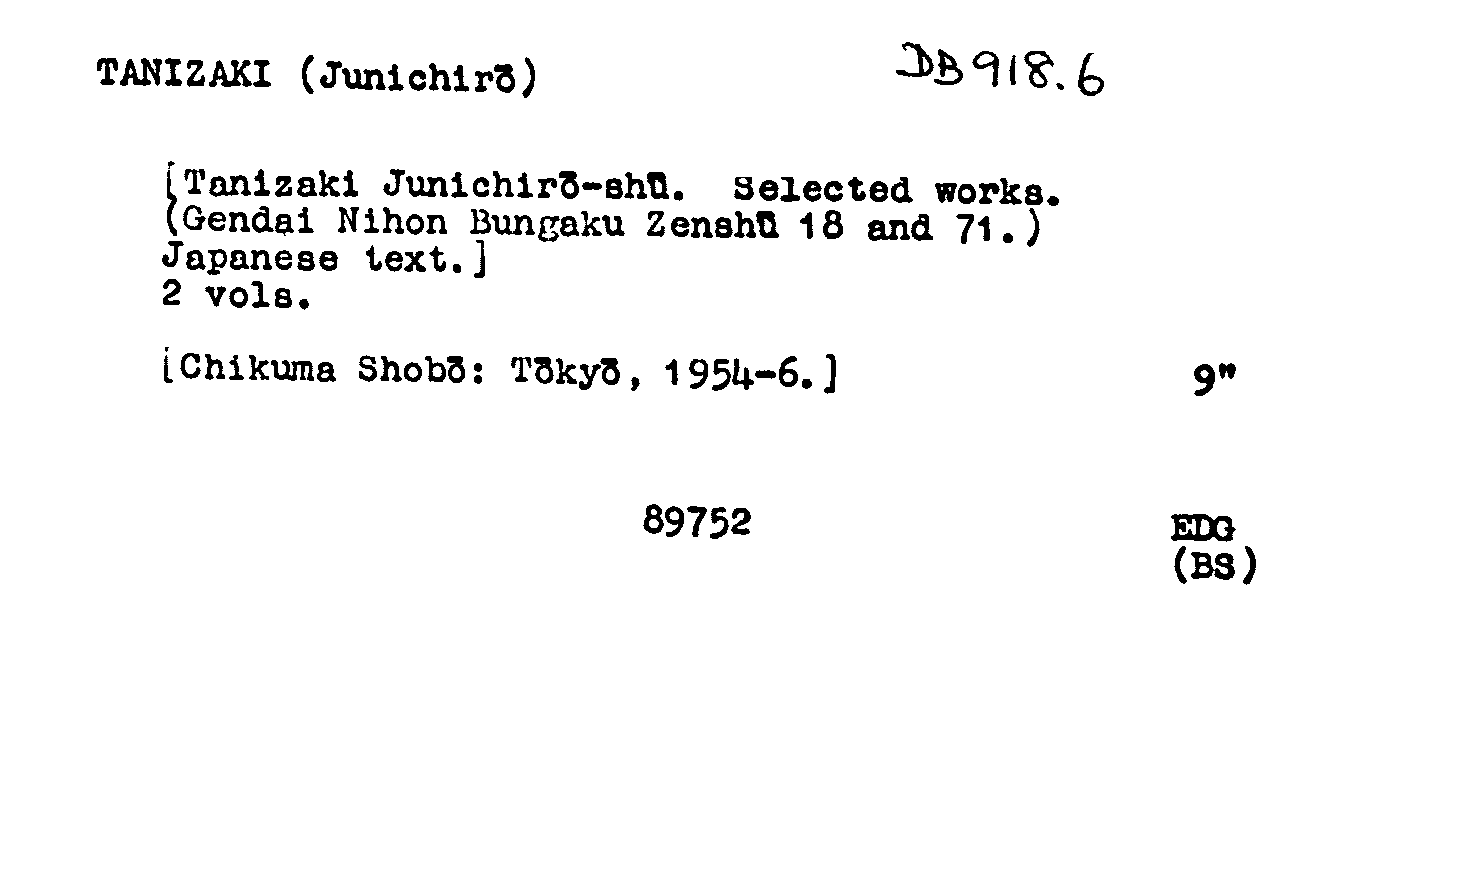 TANIZAKI (Junichirō) DB918.6
[Tanizaki Junichirō-shū. Selected works.
(Gendai Nihon Bungaku Zenshū 18 and 71.)
Japanese text.]
2 vols.
[Chikuma Shobō: Tōkyō, 1954-6.] 9"
89752 EDG
(BS)